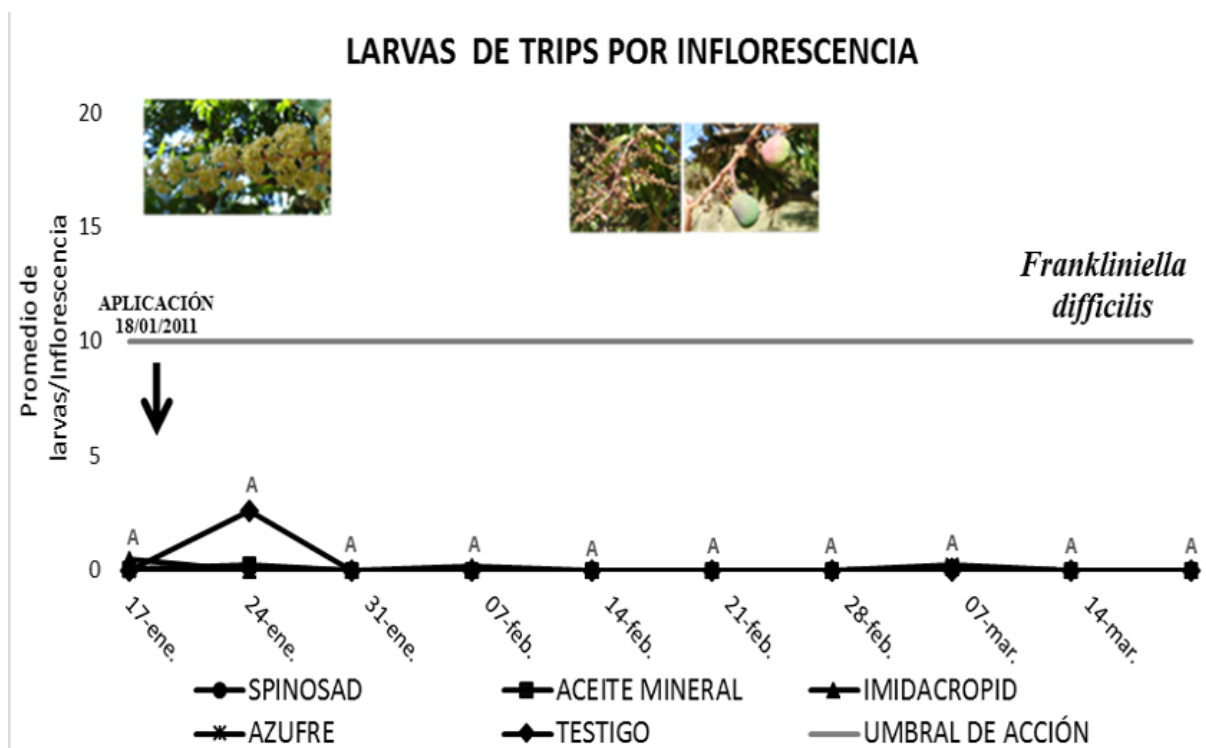 LARVAS DE TRIPS POR INFLORESCENCIA
20
15
10
5
0
Promedio de
larvas/Inflorescencia
APLICACIÓN
18/01/2011
Frankliniella
difficilis
A
A
A
A
A
A
A
A
A
A
17-ene.
24-ene.
31-ene.
07-feb.
14-feb.
21-feb.
28-feb.
07-mar.
14-mar.
SPINOSAD
ACEITE MINERAL
IMIDACROPID
AZUFRE
TESTIGO
UMBRAL DE ACCIÓN